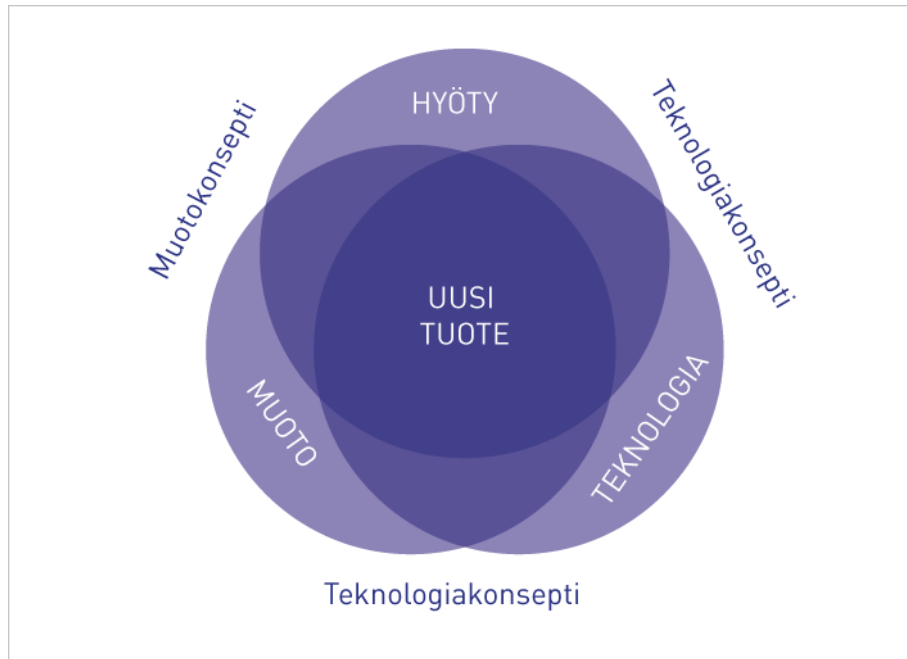 HYÖTY
Muotokonsepti
Teknologiakonsepti
UUSI
TUOTE
MUOTO
TEKNOLOGIA
Teknologiakonsepti